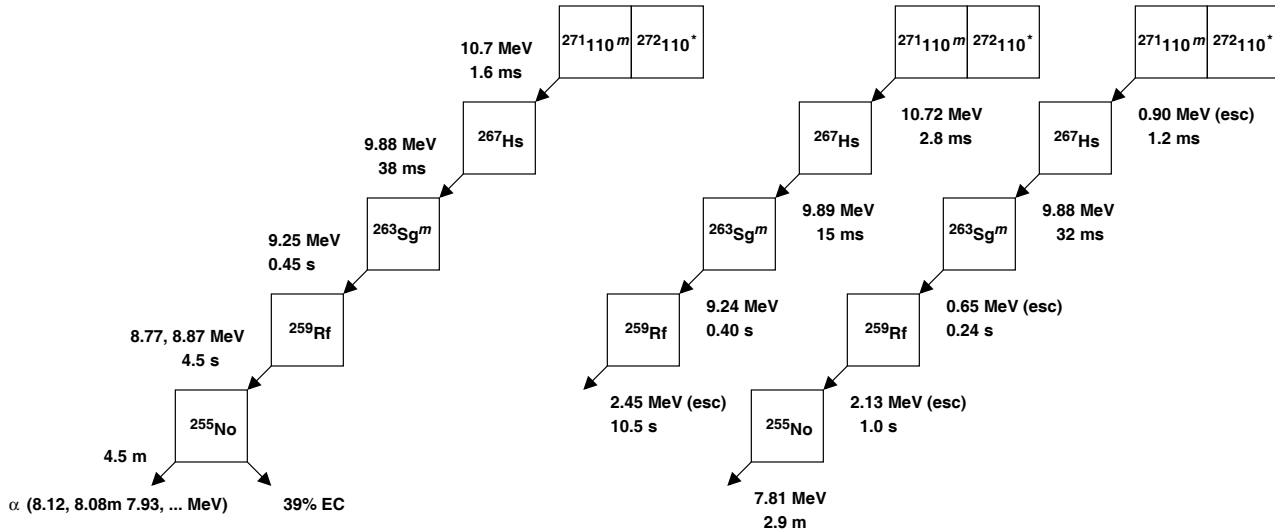 ²⁷¹110ᵐ ²⁷²110*
10.7 MeV
1.6 ms
²⁶⁷Hs
9.88 MeV
38 ms
²⁶³Sgᵐ
9.25 MeV
0.45 s
²⁵⁹Rf
8.77, 8.87 MeV
4.5 s
²⁵⁵No
4.5 m
α (8.12, 8.08m 7.93, ... MeV)
39% EC
²⁷¹110ᵐ ²⁷²110*
10.72 MeV
2.8 ms
²⁶⁷Hs
9.89 MeV
15 ms
²⁶³Sgᵐ
9.24 MeV
0.40 s
²⁵⁹Rf
2.45 MeV (esc)
10.5 s
²⁷¹110ᵐ ²⁷²110*
0.90 MeV (esc)
1.2 ms
²⁶⁷Hs
9.88 MeV
32 ms
²⁶³Sgᵐ
0.65 MeV (esc)
0.24 s
²⁵⁹Rf
2.13 MeV (esc)
1.0 s
²⁵⁵No
7.81 MeV
2.9 m